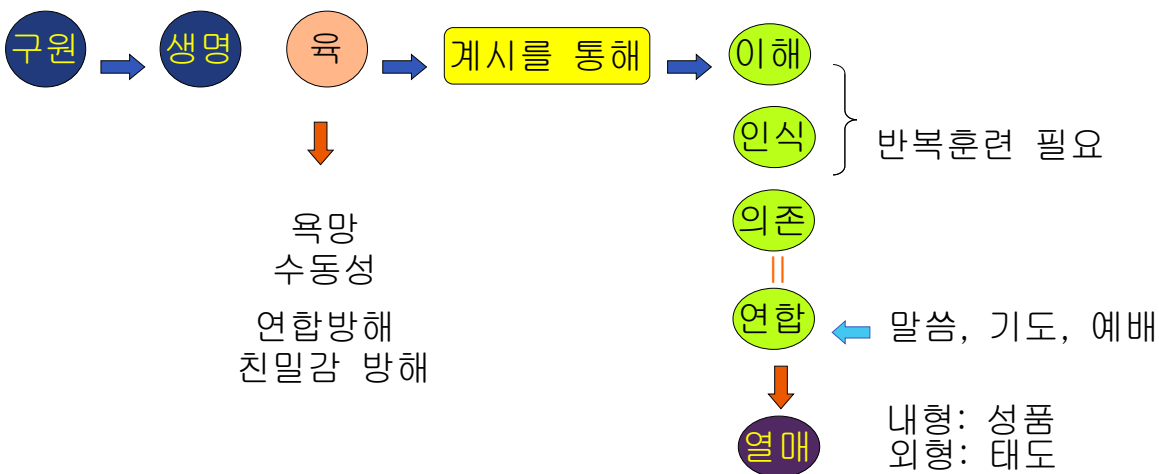 구원
생명
육
계시를 통해
이해
인식
반복훈련 필요
욕망
수동성
연합방해
친밀감 방해
의존
연합
말씀, 기도, 예배
열매
내형: 성품
외형: 태도